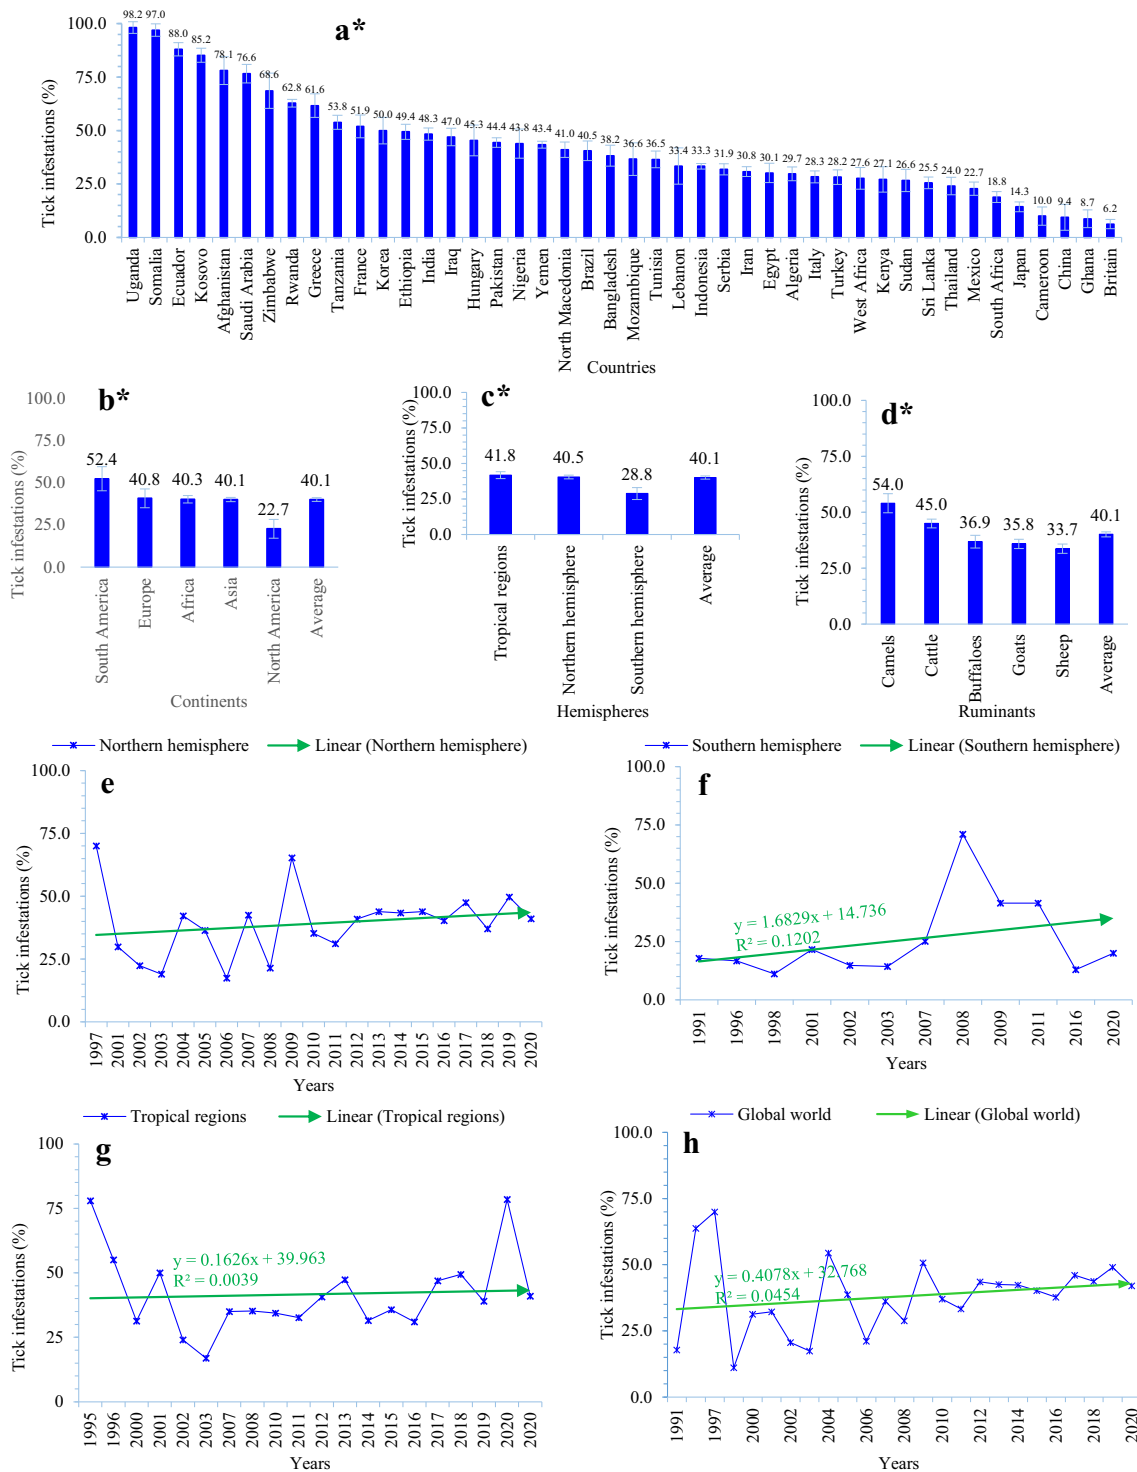 a*
Tick infestations (%)
100.0
75.0
50.0
25.0
0.0
98.2 97.0 88.0 85.2 78.1 76.6 68.6 62.8 61.6 53.8 51.9 50.0 49.4 48.3 47.0 45.3 44.4 43.8 43.4 41.0 40.5 38.2 36.6 36.5 33.4 33.3 31.9 30.8 30.1 29.7 28.3 28.2 27.6 27.1 26.6 25.5 24.0 22.7 18.8 14.3 10.0 9.4 8.7 6.2
Uganda
Somalia
Ecuador
Kosovo
Afghanistan
Saudi Arabia
Zimbabwe
Rwanda
Greece
Tanzania
France
Korea
Ethiopia
India
Iraq
Hungary
Pakistan
Nigeria
Yemen
North Macedonia
Brazil
Bangladesh
Mozambique
Tunisia
Lebanon
Indonesia
Serbia
Iran
Egypt
Algeria
Italy
Turkey
West Africa
Kenya
Sudan
Sri Lanka
Thailand
Mexico
South Africa
Japan
Cameroon
China
Ghana
Britain
Countries
b*
Tick infestations (%)
100.0
75.0
50.0
25.0
0.0
52.4 40.8 40.3 40.1 22.7 40.1
South America
Europe
Africa
Asia
North America
Average
Continents
c*
Tick infestations (%)
100.0
75.0
50.0
25.0
0.0
41.8 40.5 28.8 40.1
Tropical regions
Northern hemisphere
Southern hemisphere
Average
Hemispheres
d*
Tick infestations (%)
100.0
75.0
50.0
25.0
0.0
54.0 45.0 36.9 35.8 33.7 40.1
Camels
Cattle
Buffaloes
Goats
Sheep
Average
Ruminants
Northern hemisphere Linear (Northern hemisphere)
e
Tick infestations (%)
100.0
75.0
50.0
25.0
0.0
1997 2001 2002 2003 2004 2005 2006 2007 2008 2009 2010 2011 2012 2013 2014 2015 2016 2017 2018 2019 2020
Years
Southern hemisphere Linear (Southern hemisphere)
f
Tick infestations (%)
100.0
75.0
50.0
25.0
0.0
y = 1.6829x + 14.736
R² = 0.1202
1991 1996 1998 2001 2002 2003 2007 2008 2009 2011 2016 2020
Years
Tropical regions Linear (Tropical regions)
g
Tick infestations (%)
100
75
50
25
0
y = 0.1626x + 39.963
R² = 0.0039
1995 1996 2000 2001 2002 2003 2007 2008 2010 2011 2012 2013 2014 2015 2016 2017 2018 2019 2020 2020
Years
Global world Linear (Global world)
h
Tick infestations (%)
100.0
75.0
50.0
25.0
0.0
y = 0.4078x + 32.768
R² = 0.0454
1991 1997 2000 2002 2004 2006 2008 2010 2012 2014 2016 2018 2020
Years